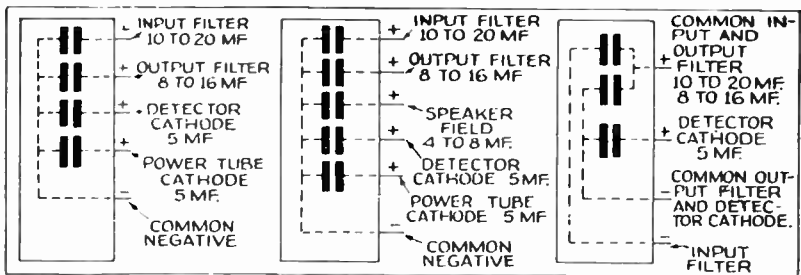 INPUT FILTER
10 TO 20 MF
OUTPUT FILTER
8 TO 16 MF
DETECTOR
CATHODE
5 MF.
POWER TUBE
CATHODE
5 MF.
COMMON
NEGATIVE
INPUT FILTER
10 TO 20 MF
OUTPUT FILTER
8 TO 16 MF
SPEAKER
FIELD
4 TO 8 MF.
DETECTOR
CATHODE 5MF.
POWER TUBE
CATHODE 5 MF
COMMON
NEGATIVE
COMMON IN-
PUT AND
OUTPUT
FILTER
10 TO 20MF.
8 TO 16 MF.
DETECTOR
CATHODE
5 MF.
COMMON OUT-
PUT FILTER
AND DETEC-
TOR CATHODE.
INPUT
FILTER